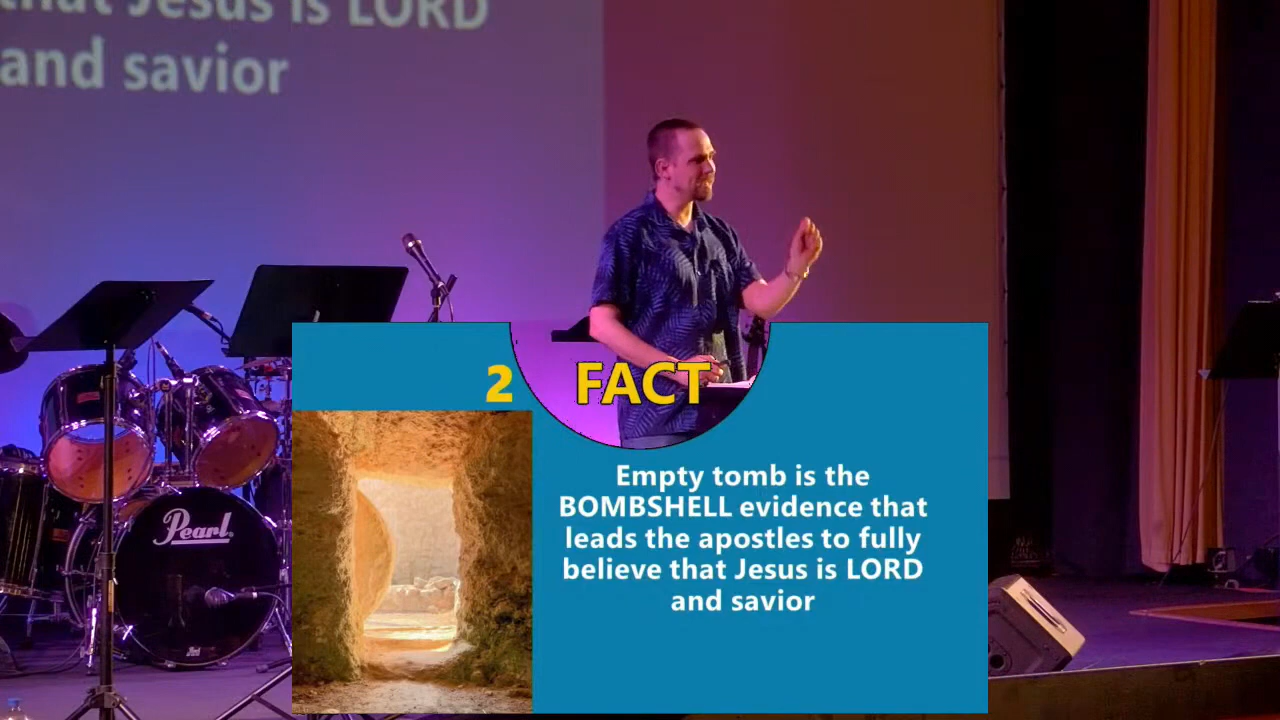 that Jesus is LORD
and savior
2 FACT
Empty tomb is the
BOMBSHELL evidence that
leads the apostles to fully
believe that Jesus is LORD
and savior
Pearl